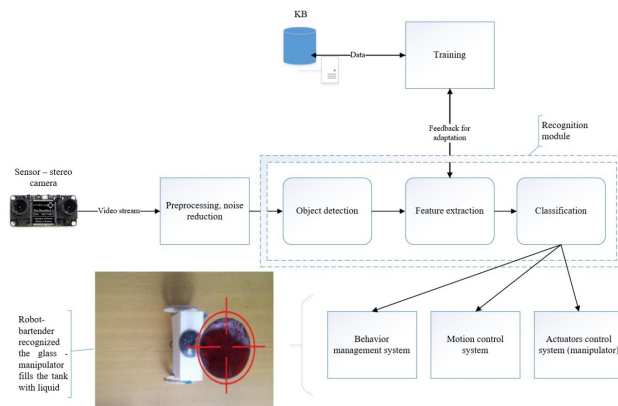 KB
Data
Training
Feedback for
adaptation
Recognition
module
Sensor – stereo
camera
Video stream
Preprocessing, noise
reduction
Object detection
Feature extraction
Classification
Robot-
bartender
recognized
the glass -
manipulator
fills the tank
with liquid
Behavior
management system
Motion control
system
Actuators control
system (manipulator)